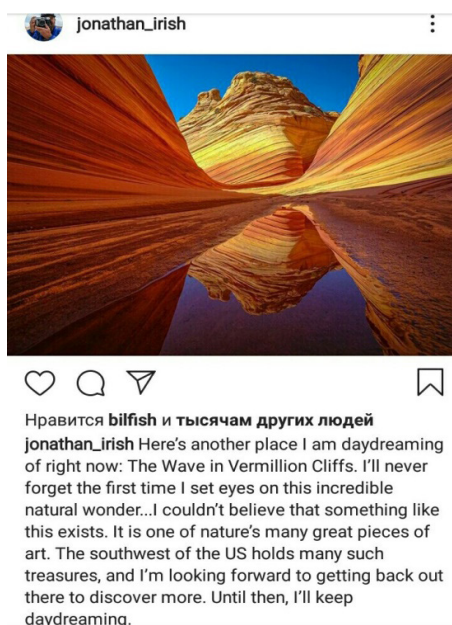 jonathan_irish
Нравится bilfish и тысячам других людей
jonathan_irish Here’s another place I am daydreaming
of right now: The Wave in Vermillion Cliffs. I’ll never
forget the first time I set eyes on this incredible
natural wonder...I couldn’t believe that something like
this exists. It is one of nature’s many great pieces of
art. The southwest of the US holds many such
treasures, and I’m looking forward to getting back out
there to discover more. Until then, I’ll keep
daydreaming.